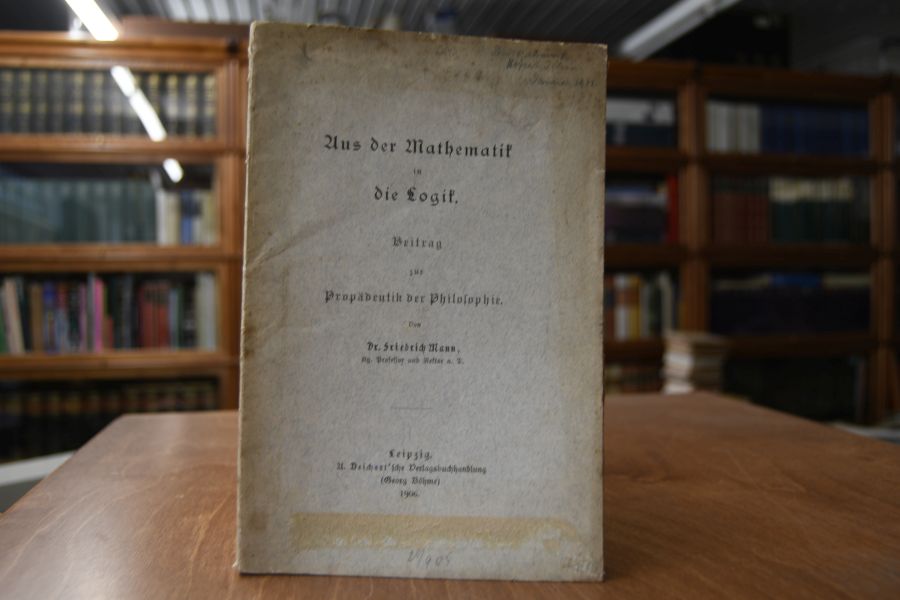 Aus der Mathematik
in
die Logik.
Beitrag
zur
Propädeutik der Philosophie.
Von
Dr. Friedrich Mann,
Kg. Professor und Rektor a. D.
Leipzig.
A. Deichert'sche Verlagsbuchhandlung
(Georg Böhme)
1906.